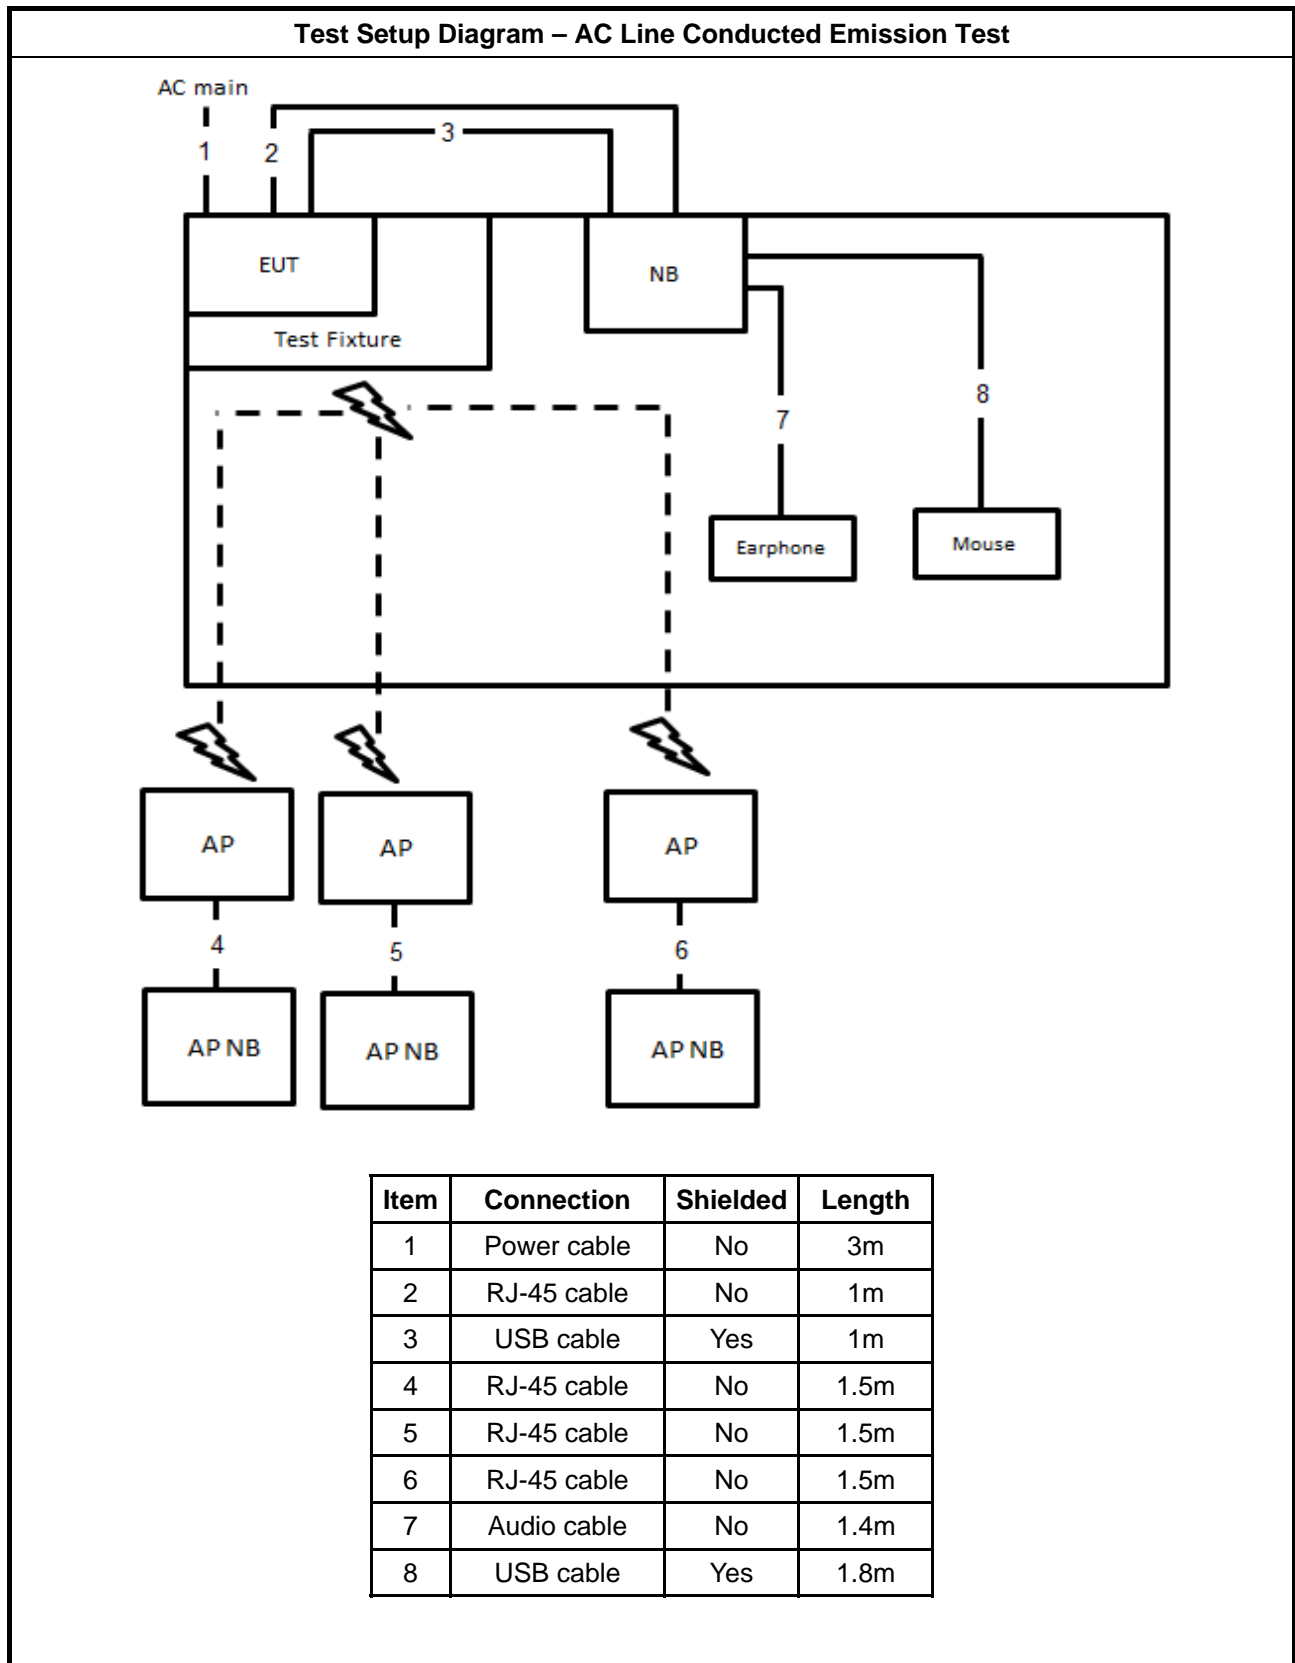 Test Setup Diagram – AC Line Conducted Emission Test
AC main
1
2
3
EUT
NB
Test Fixture
7
8
Earphone
Mouse
AP
AP
AP
4
5
6
AP NB
AP NB
AP NB
Item Connection Shielded Length
1 Power cable No 3m
2 RJ-45 cable No 1m
3 USB cable Yes 1m
4 RJ-45 cable No 1.5m
5 RJ-45 cable No 1.5m
6 RJ-45 cable No 1.5m
7 Audio cable No 1.4m
8 USB cable Yes 1.8m